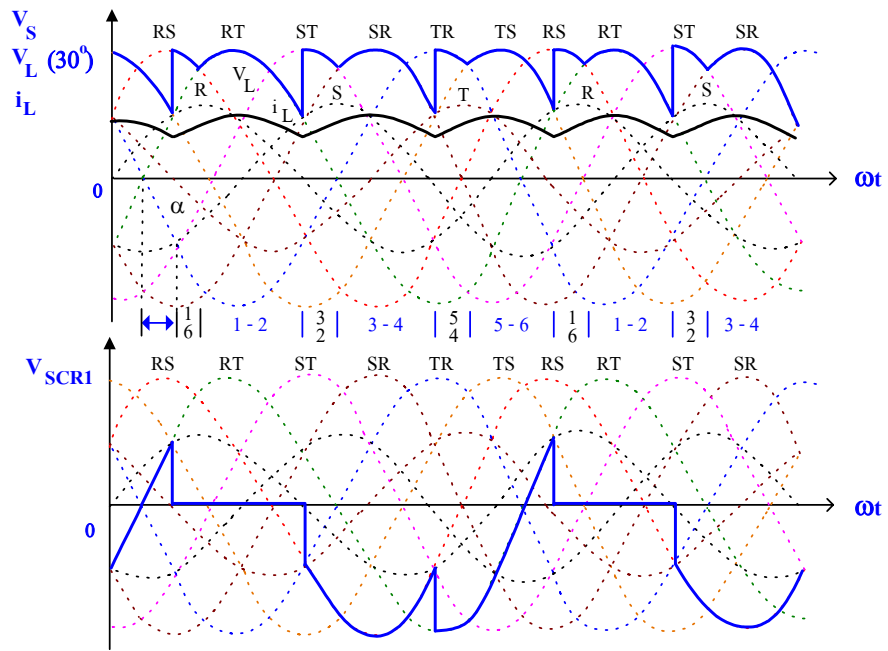 V_S
RS RT ST SR TR TS RS RT ST SR
V_L (30°)
i_L
V_L
R i_L S T R S
0
α
ωt
| ↔ | 1/6 | 1 - 2 | 3/2 | 3 - 4 | 5/4 | 5 - 6 | 1/6 | 1 - 2 | 3/2 | 3 - 4
V_SCR1
RS RT ST SR TR TS RS RT ST SR
0
ωt